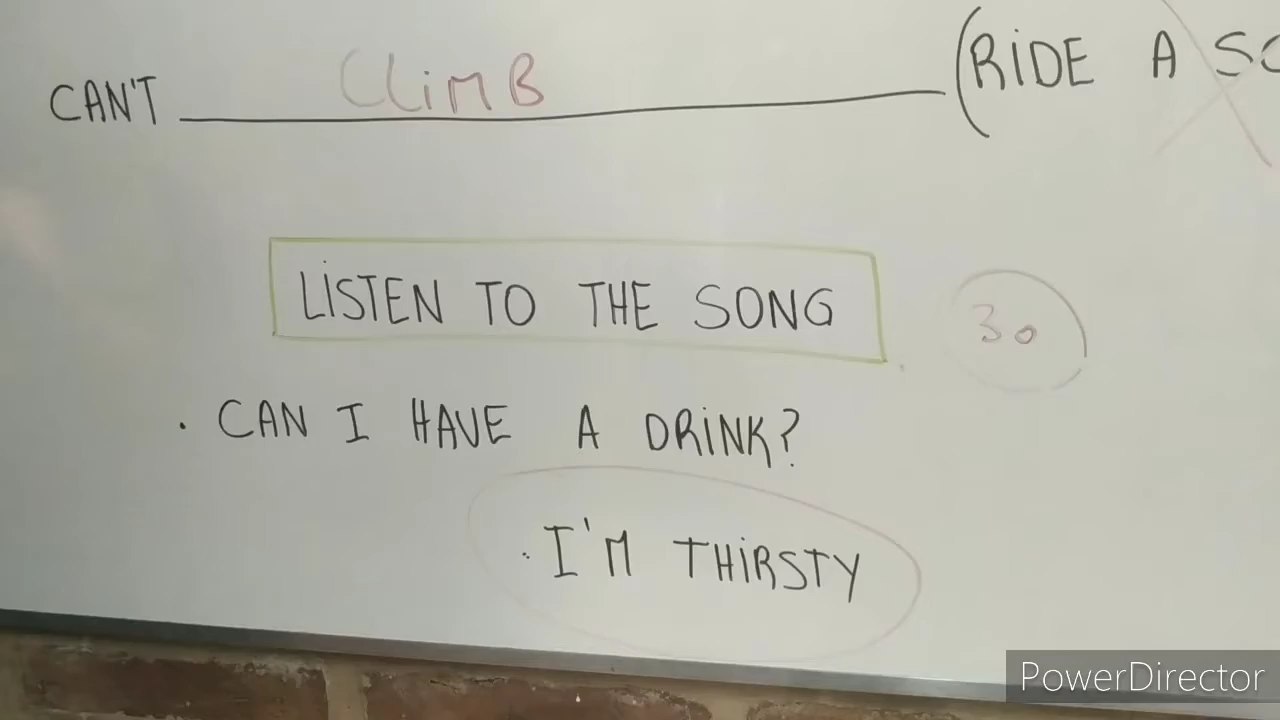 CAN'T CLiMB (RiDE A
LiSTEN TO THE SONG
30
. CAN I HAVE A DRiNK?
. I'M THiRSTY
PowerDirector